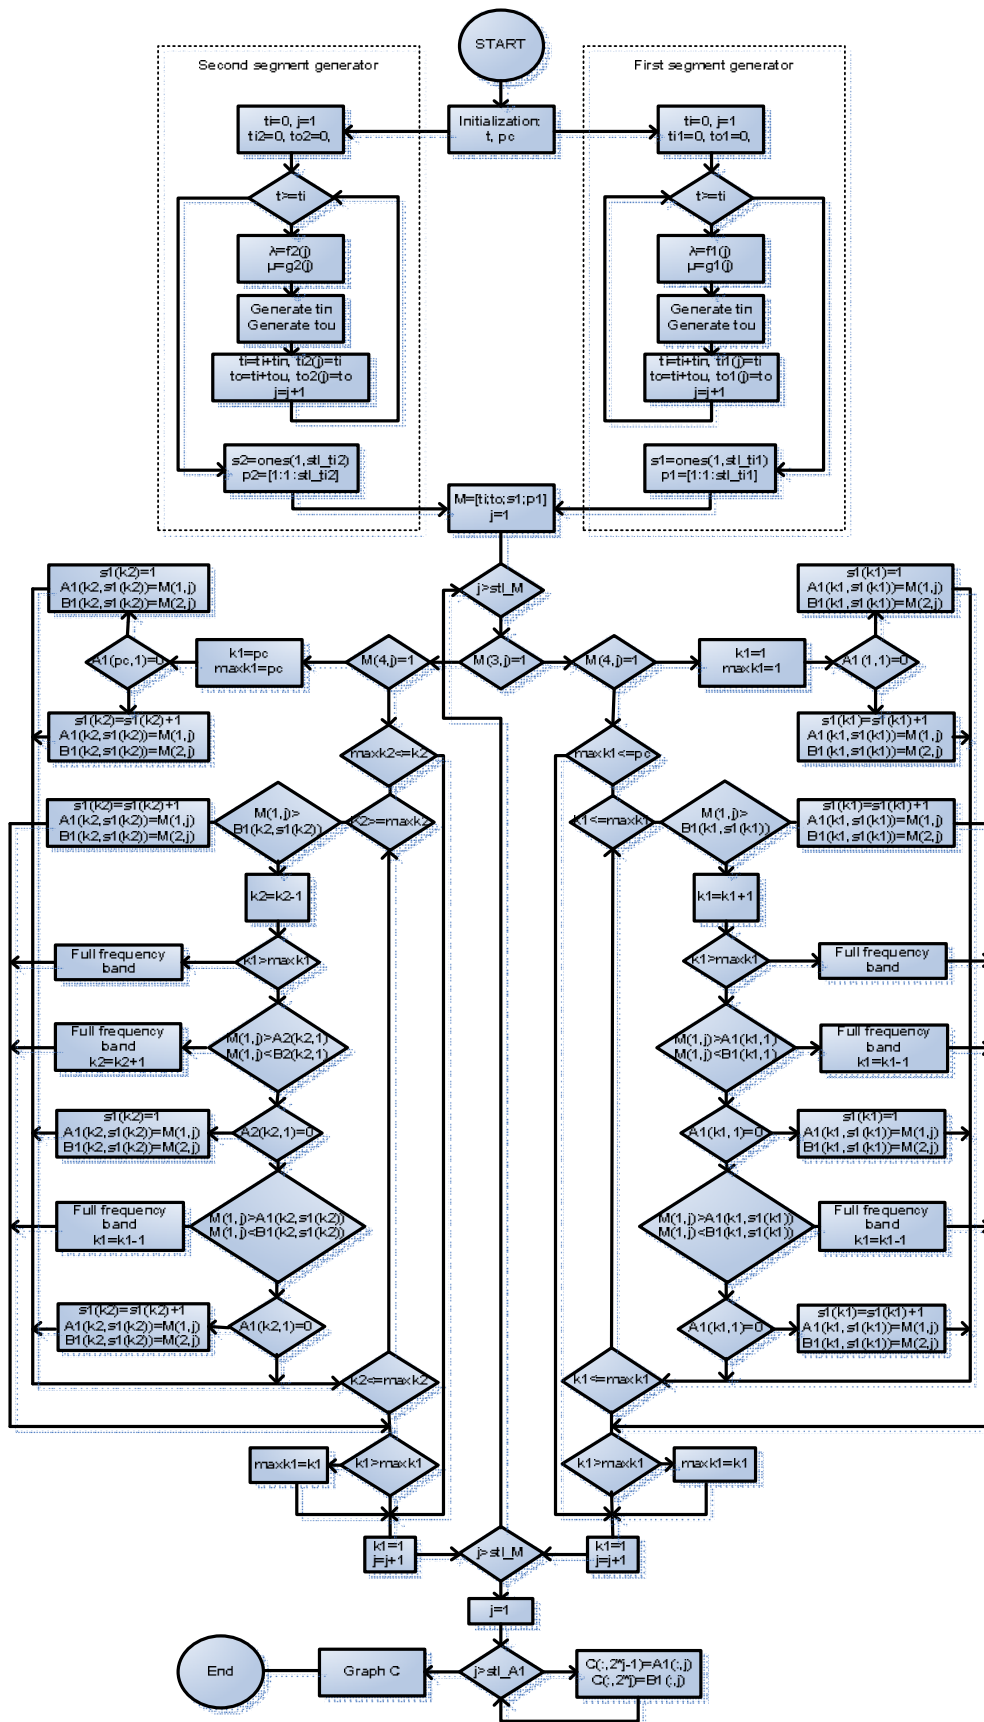 START
Second segment generator
First segment generator
ti=0, j=1
ti2=0, to2=0,
Initialization:
t, pc
ti=0, j=1
ti1=0, to1=0,
t>=ti
t>=ti
λ=f2(j)
μ=g2(j)
λ=f1(j)
μ=g1(j)
Generate tin
Generate tou
Generate tin
Generate tou
ti=ti+tin, ti2(j)=ti
to=ti+tou, to2(j)=to
j=j+1
ti=ti+tin, ti1(j)=ti
to=ti+tou, to1(j)=to
j=j+1
s2=ones(1,stl_ti2)
p2=[1:1:stl_ti2]
s1=ones(1,stl_ti1)
p1=[1:1:stl_ti1]
M=[ti;to;s1;p1]
j=1
s1(k2)=1
A1(k2,s1(k2))=M(1,j)
B1(k2,s1(k2))=M(2,j)
j>stl_M
s1(k1)=1
A1(k1,s1(k1))=M(1,j)
B1(k1,s1(k1))=M(2,j)
A1(pc,1)=0
k1=pc
maxk1=pc
M(4,j)=1
M(3,j)=1
M(4,j)=1
k1=1
maxk1=1
A1(1,1)=0
s1(k2)=s1(k2)+1
A1(k2,s1(k2))=M(1,j)
B1(k2,s1(k2))=M(2,j)
s1(k1)=s1(k1)+1
A1(k1,s1(k1))=M(1,j)
B1(k1,s1(k1))=M(2,j)
maxk2<=k2
maxk1<=pc
s1(k2)=s1(k2)+1
A1(k2,s1(k2))=M(1,j)
B1(k2,s1(k2))=M(2,j)
M(1,j)>
B1(k2,s1(k2))
K2>=maxk2
k1<=maxk1
M(1,j)>
B1(k1,s1(k1))
s1(k1)=s1(k1)+1
A1(k1,s1(k1))=M(1,j)
B1(k1,s1(k1))=M(2,j)
k2=k2-1
k1=k1+1
Full frequency
band
k1>maxk1
k1>maxk1
Full frequency
band
Full frequency
band
k2=k2+1
M(1,j)>A2(k2,1)
M(1,j)<B2(k2,1)
M(1,j)>A1(k1,1)
M(1,j)<B1(k1,1)
Full frequency
band
k1=k1-1
s1(k2)=1
A1(k2,s1(k2))=M(1,j)
B1(k2,s1(k2))=M(2,j)
A2(k2,1)=0
A1(k1,1)=0
s1(k1)=1
A1(k1,s1(k1))=M(1,j)
B1(k1,s1(k1))=M(2,j)
Full frequency
band
k1=k1-1
M(1,j)>A1(k2,s1(k2))
M(1,j)<B1(k2,s1(k2))
M(1,j)>A1(k1,s1(k1))
M(1,j)<B1(k1,s1(k1))
Full frequency
band
k1=k1-1
s1(k2)=s1(k2)+1
A1(k2,s1(k2))=M(1,j)
B1(k2,s1(k2))=M(2,j)
A1(k2,1)=0
A1(k1,1)=0
s1(k1)=s1(k1)+1
A1(k1,s1(k1))=M(1,j)
B1(k1,s1(k1))=M(2,j)
k2<=maxk2
k1<=maxk1
maxk1=k1
k1>maxk1
k1>maxk1
maxk1=k1
k1=1
j=j+1
j>stl_M
k1=1
j=j+1
j=1
End
Graph C
j>stl_A1
C(:,2*j-1)=A1(:,j)
C(:,2*j)=B1(:,j)